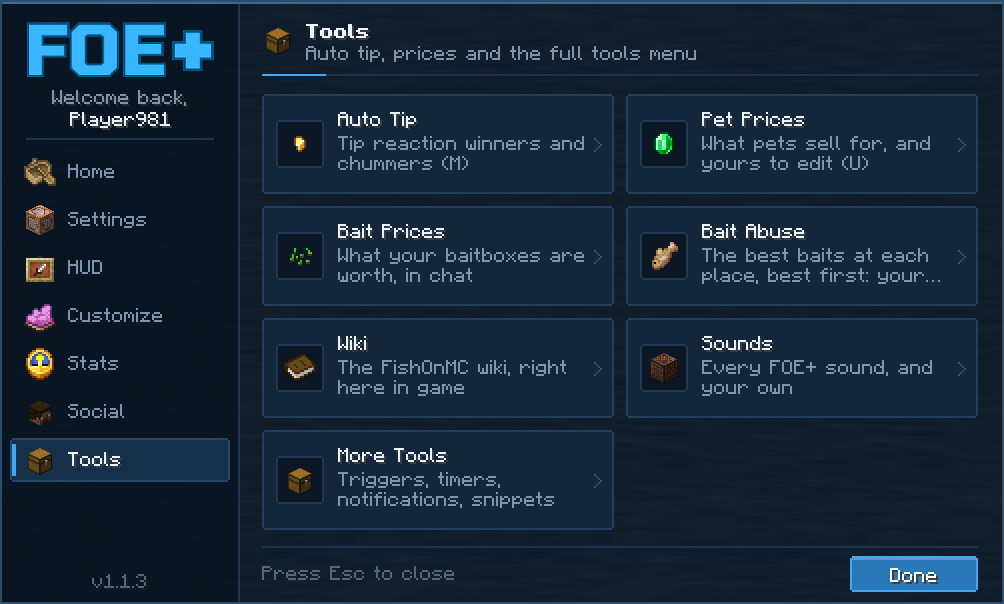 FOE+
Welcome back,
Player981
Home
Settings
HUD
Customize
Stats
Social
Tools
v1.1.3
Tools
Auto tip, prices and the full tools menu
Auto Tip
Tip reaction winners and
chummers (M)
Pet Prices
What pets sell for, and
yours to edit (U)
Bait Prices
What your baitboxes are
worth, in chat
Bait Abuse
The best baits at each
place, best first: your...
Wiki
The FishOnMC wiki, right
here in game
Sounds
Every FOE+ sound, and
your own
More Tools
Triggers, timers,
notifications, snippets
Press Esc to close
Done